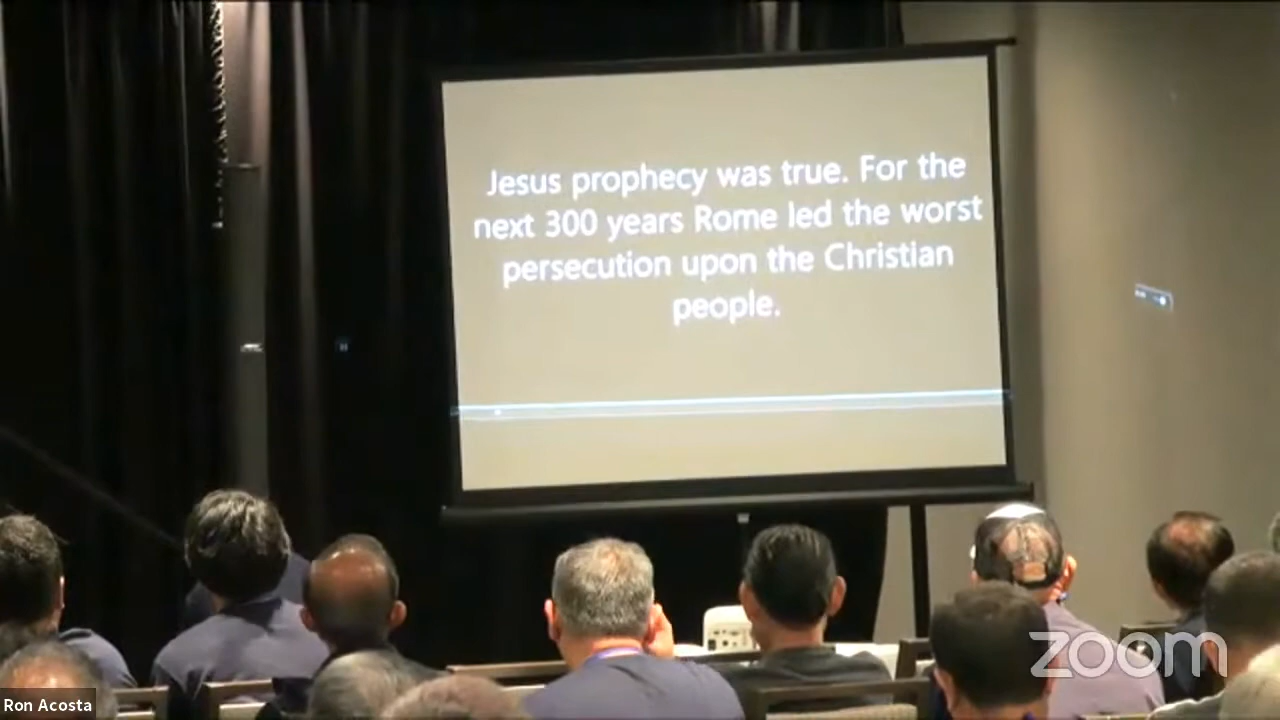 Jesus prophecy was true. For the
next 300 years Rome led the worst
persecution upon the Christian
people.
zoom
Ron Acosta